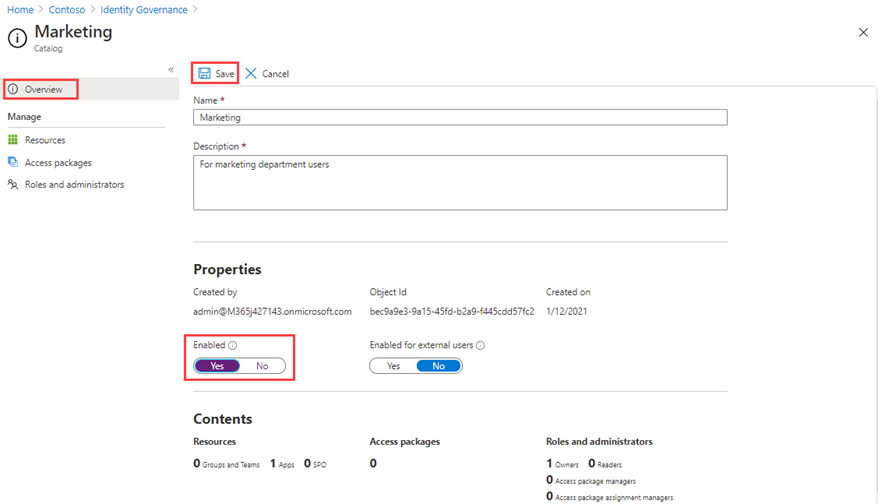 Home > Contoso > Identity Governance >
Marketing
Catalog
«
Overview
Manage
Resources
Access packages
Roles and administrators
Save Cancel
Name *
Marketing
Description *
For marketing department users
Properties
Created by Object Id Created on
admin@M365j427143.onmicrosoft.com bec9a9e3-9a15-45fd-b2a9-f445cdd57fc2 1/12/2021
Enabled Enabled for external users
Yes No Yes No
Contents
Resources Access packages Roles and administrators
0 Groups and Teams 1 Apps 0 SPO 0 1 Owners 0 Readers
0 Access package managers
0 Access package assignment managers